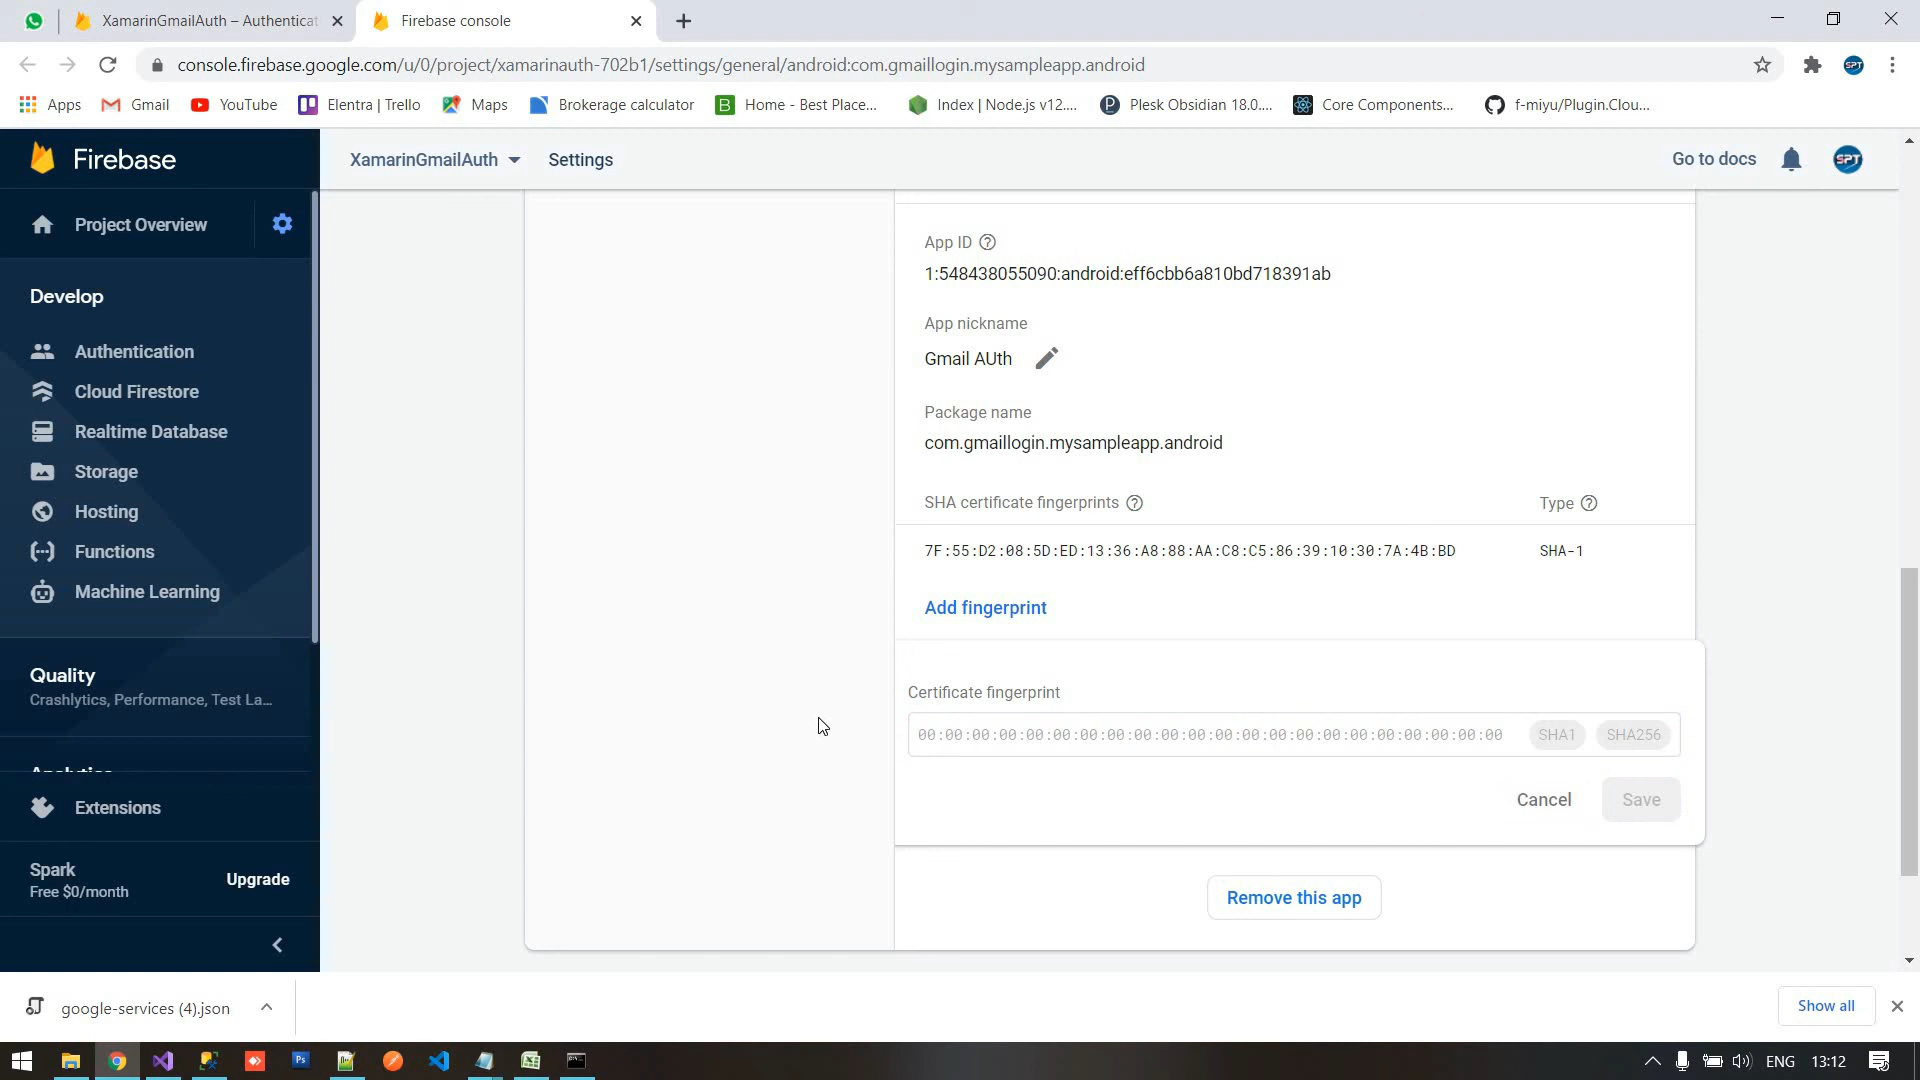 XamarinGmailAuth – Authenticat
Firebase console
console.firebase.google.com/u/0/project/xamarinauth-702b1/settings/general/android:com.gmaillogin.mysampleapp.android
Apps
Gmail
YouTube
Elentra | Trello
Maps
Brokerage calculator
Home - Best Place...
Index | Node.js v12....
Plesk Obsidian 18.0....
Core Components...
f-miyu/Plugin.Clou...
Firebase
XamarinGmailAuth
Settings
Go to docs
SPT
Project Overview
Develop
Authentication
Cloud Firestore
Realtime Database
Storage
Hosting
Functions
Machine Learning
Quality
Crashlytics, Performance, Test La...
Analytics
Extensions
Spark
Free $0/month
Upgrade
App ID
1:548438055090:android:eff6cbb6a810bd718391ab
App nickname
Gmail AUth
Package name
com.gmaillogin.mysampleapp.android
SHA certificate fingerprints
Type
7F:55:D2:08:5D:ED:13:36:A8:88:AA:C8:C5:86:39:10:30:7A:4B:BD
SHA-1
Add fingerprint
Certificate fingerprint
00:00:00:00:00:00:00:00:00:00:00:00:00:00:00:00:00:00:00:00:00:00
SHA1
SHA256
Cancel
Save
Remove this app
google-services (4).json
Show all
Ps
ENG
13:12